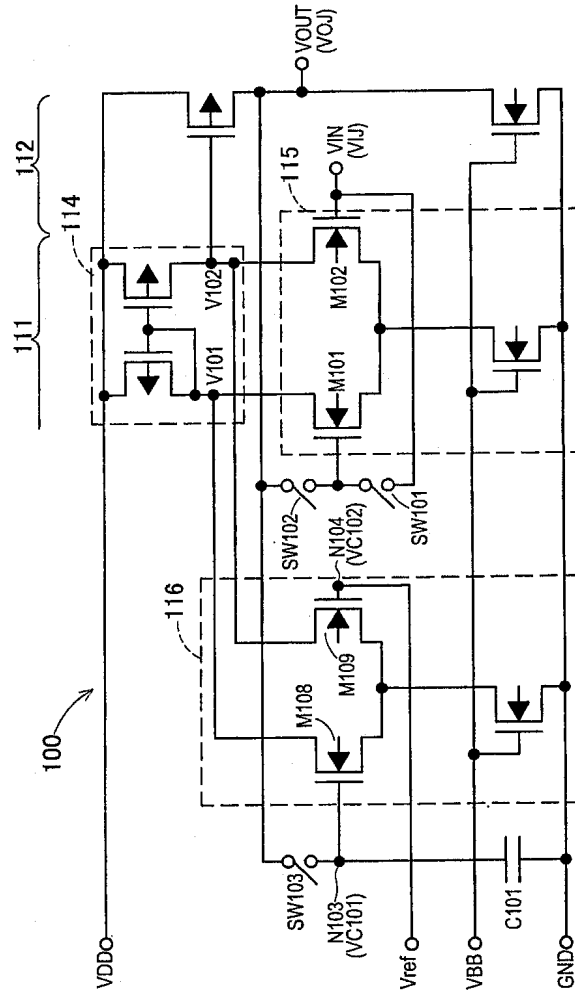 100
111
112
114
VDD
116
V101
V102
115
VOUT
(VOJ)
SW103
SW102
M108
M109
N104
(VC102)
M101
M102
VIN
(VIJ)
N103
(VC101)
SW101
Vref
VBB
C101
GND